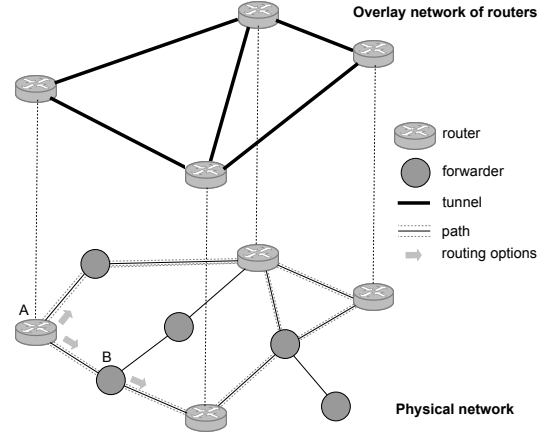 Overlay network of routers
router
forwarder
tunnel
path
routing options
A
B
Physical network